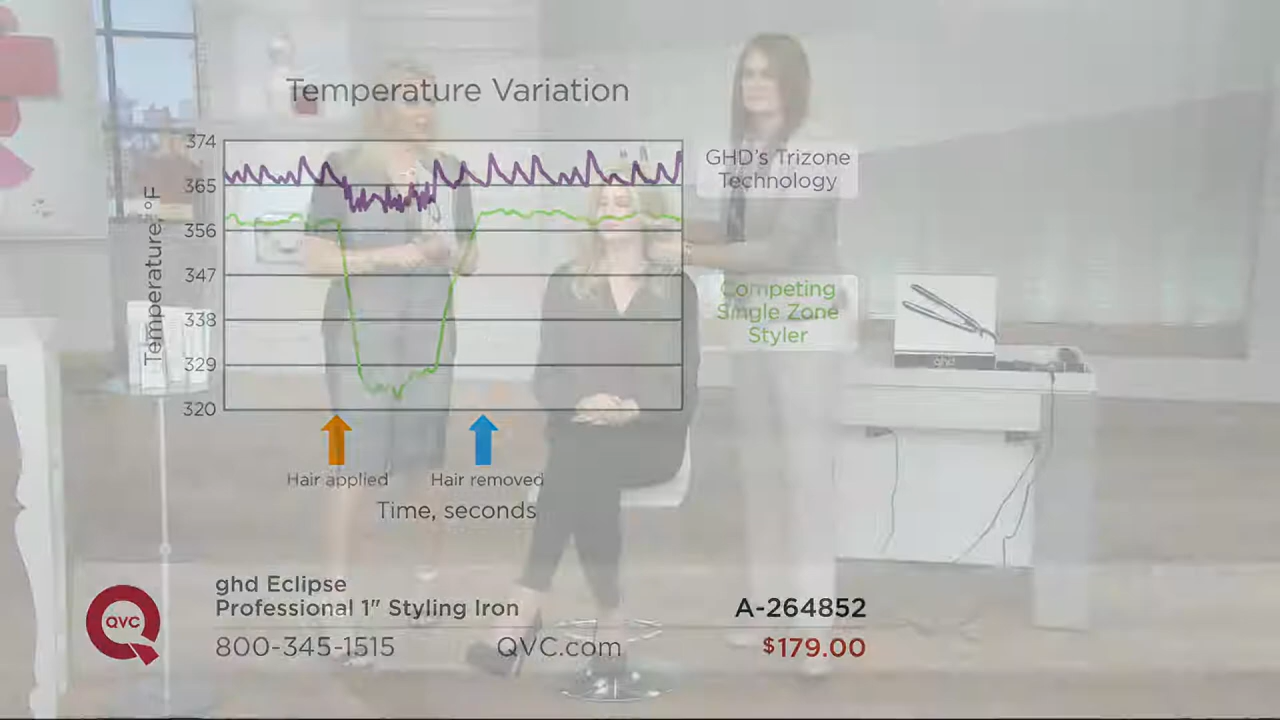 Temperature Variation
374
365
356
347
338
329
320
Temperature, °F
GHD's Trizone
Technology
Competing
Single Zone
Styler
Hair applied
Hair removed
Time, seconds
ghd
QVC
ghd Eclipse
Professional 1" Styling Iron
A-264852
800-345-1515
QVC.com
$179.00